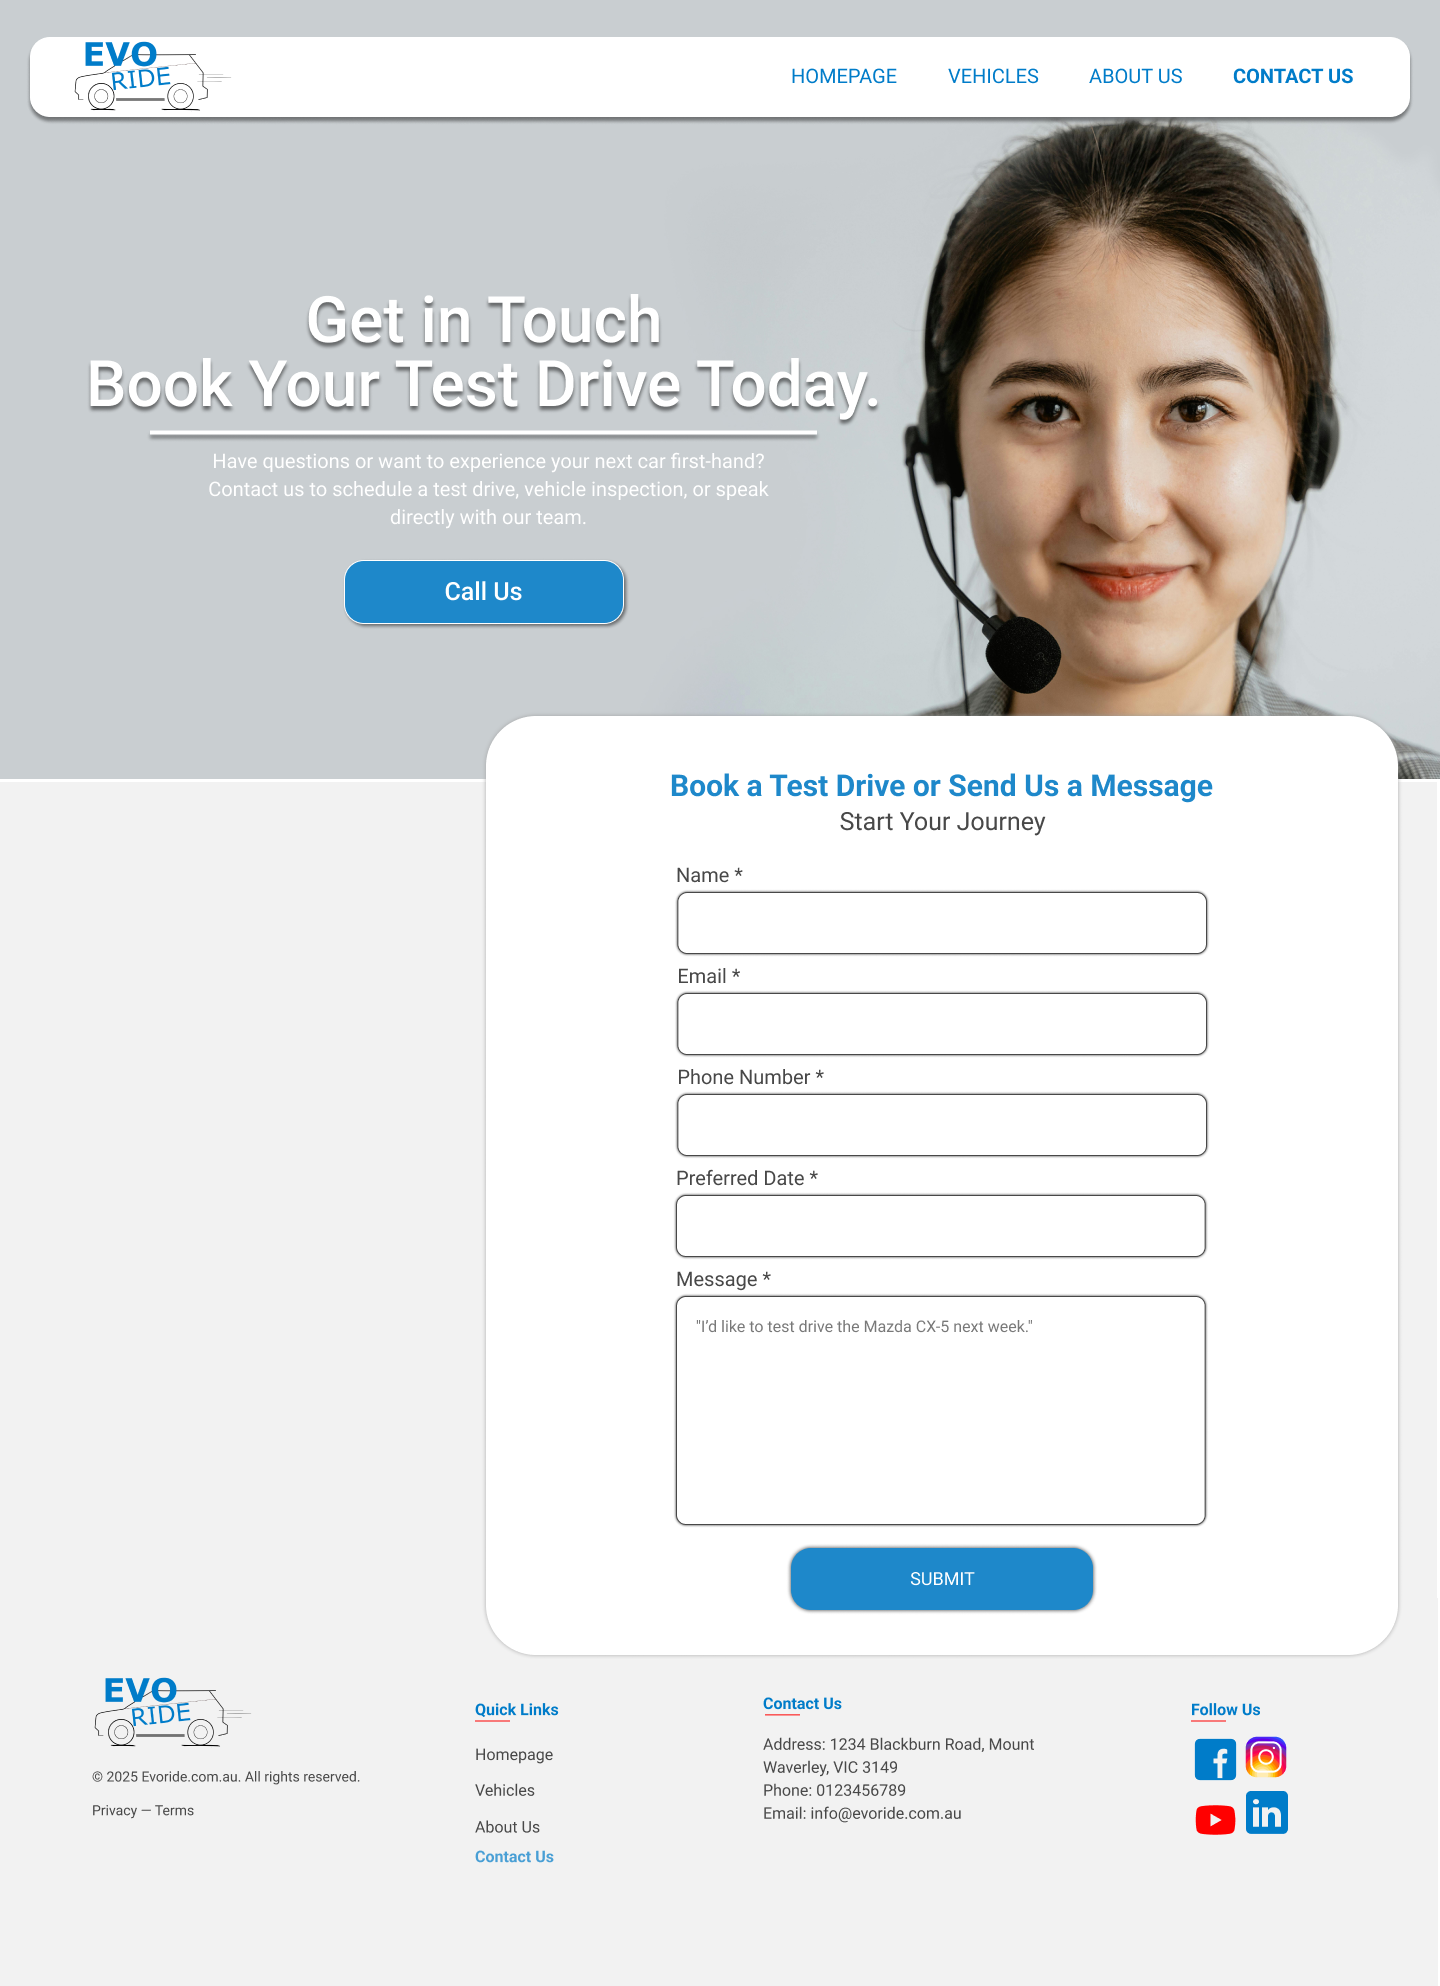 EVO
RIDE
HOMEPAGE VEHICLES ABOUT US CONTACT US
Get in Touch
Book Your Test Drive Today.
Have questions or want to experience your next car first-hand?
Contact us to schedule a test drive, vehicle inspection, or speak
directly with our team.
Call Us
Book a Test Drive or Send Us a Message
Start Your Journey
Name *
Email *
Phone Number *
Preferred Date *
Message *
"I’d like to test drive the Mazda CX-5 next week."
SUBMIT
EVO
RIDE
© 2025 Evoride.com.au. All rights reserved.
Privacy — Terms
Quick Links
Homepage
Vehicles
About Us
Contact Us
Contact Us
Address: 1234 Blackburn Road, Mount
Waverley, VIC 3149
Phone: 0123456789
Email: info@evoride.com.au
Follow Us
f
in